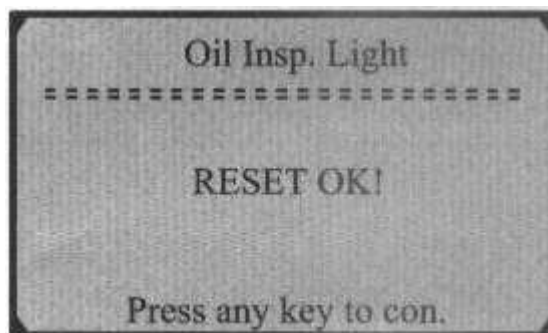 Oil Insp. Light
=======================
RESET OK!
Press any key to con.